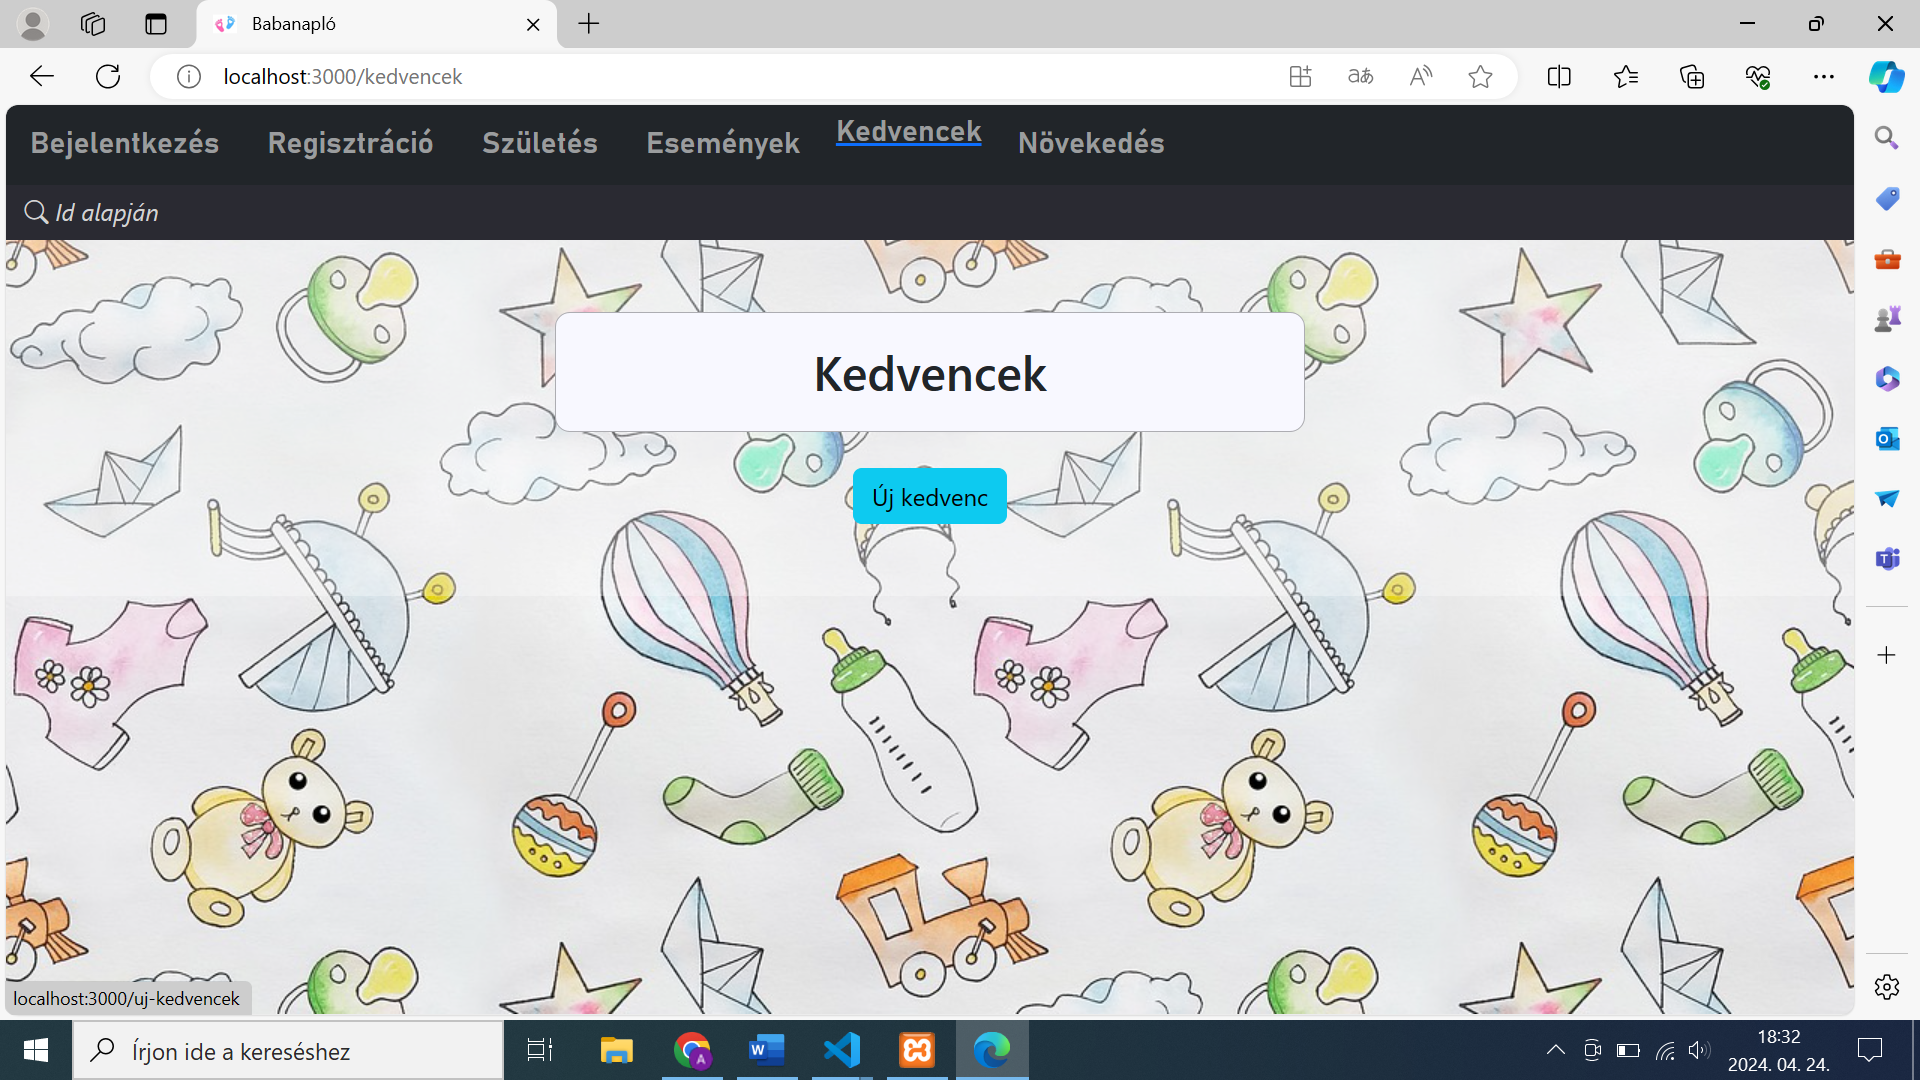 Babanapló
localhost:3000/kedvencek
Bejelentkezés Regisztráció Születés Események Kedvencek Növekedés
Id alapján
Kedvencek
Új kedvenc
localhost:3000/uj-kedvencek
Írjon ide a kereséshez
18:32
2024. 04. 24.